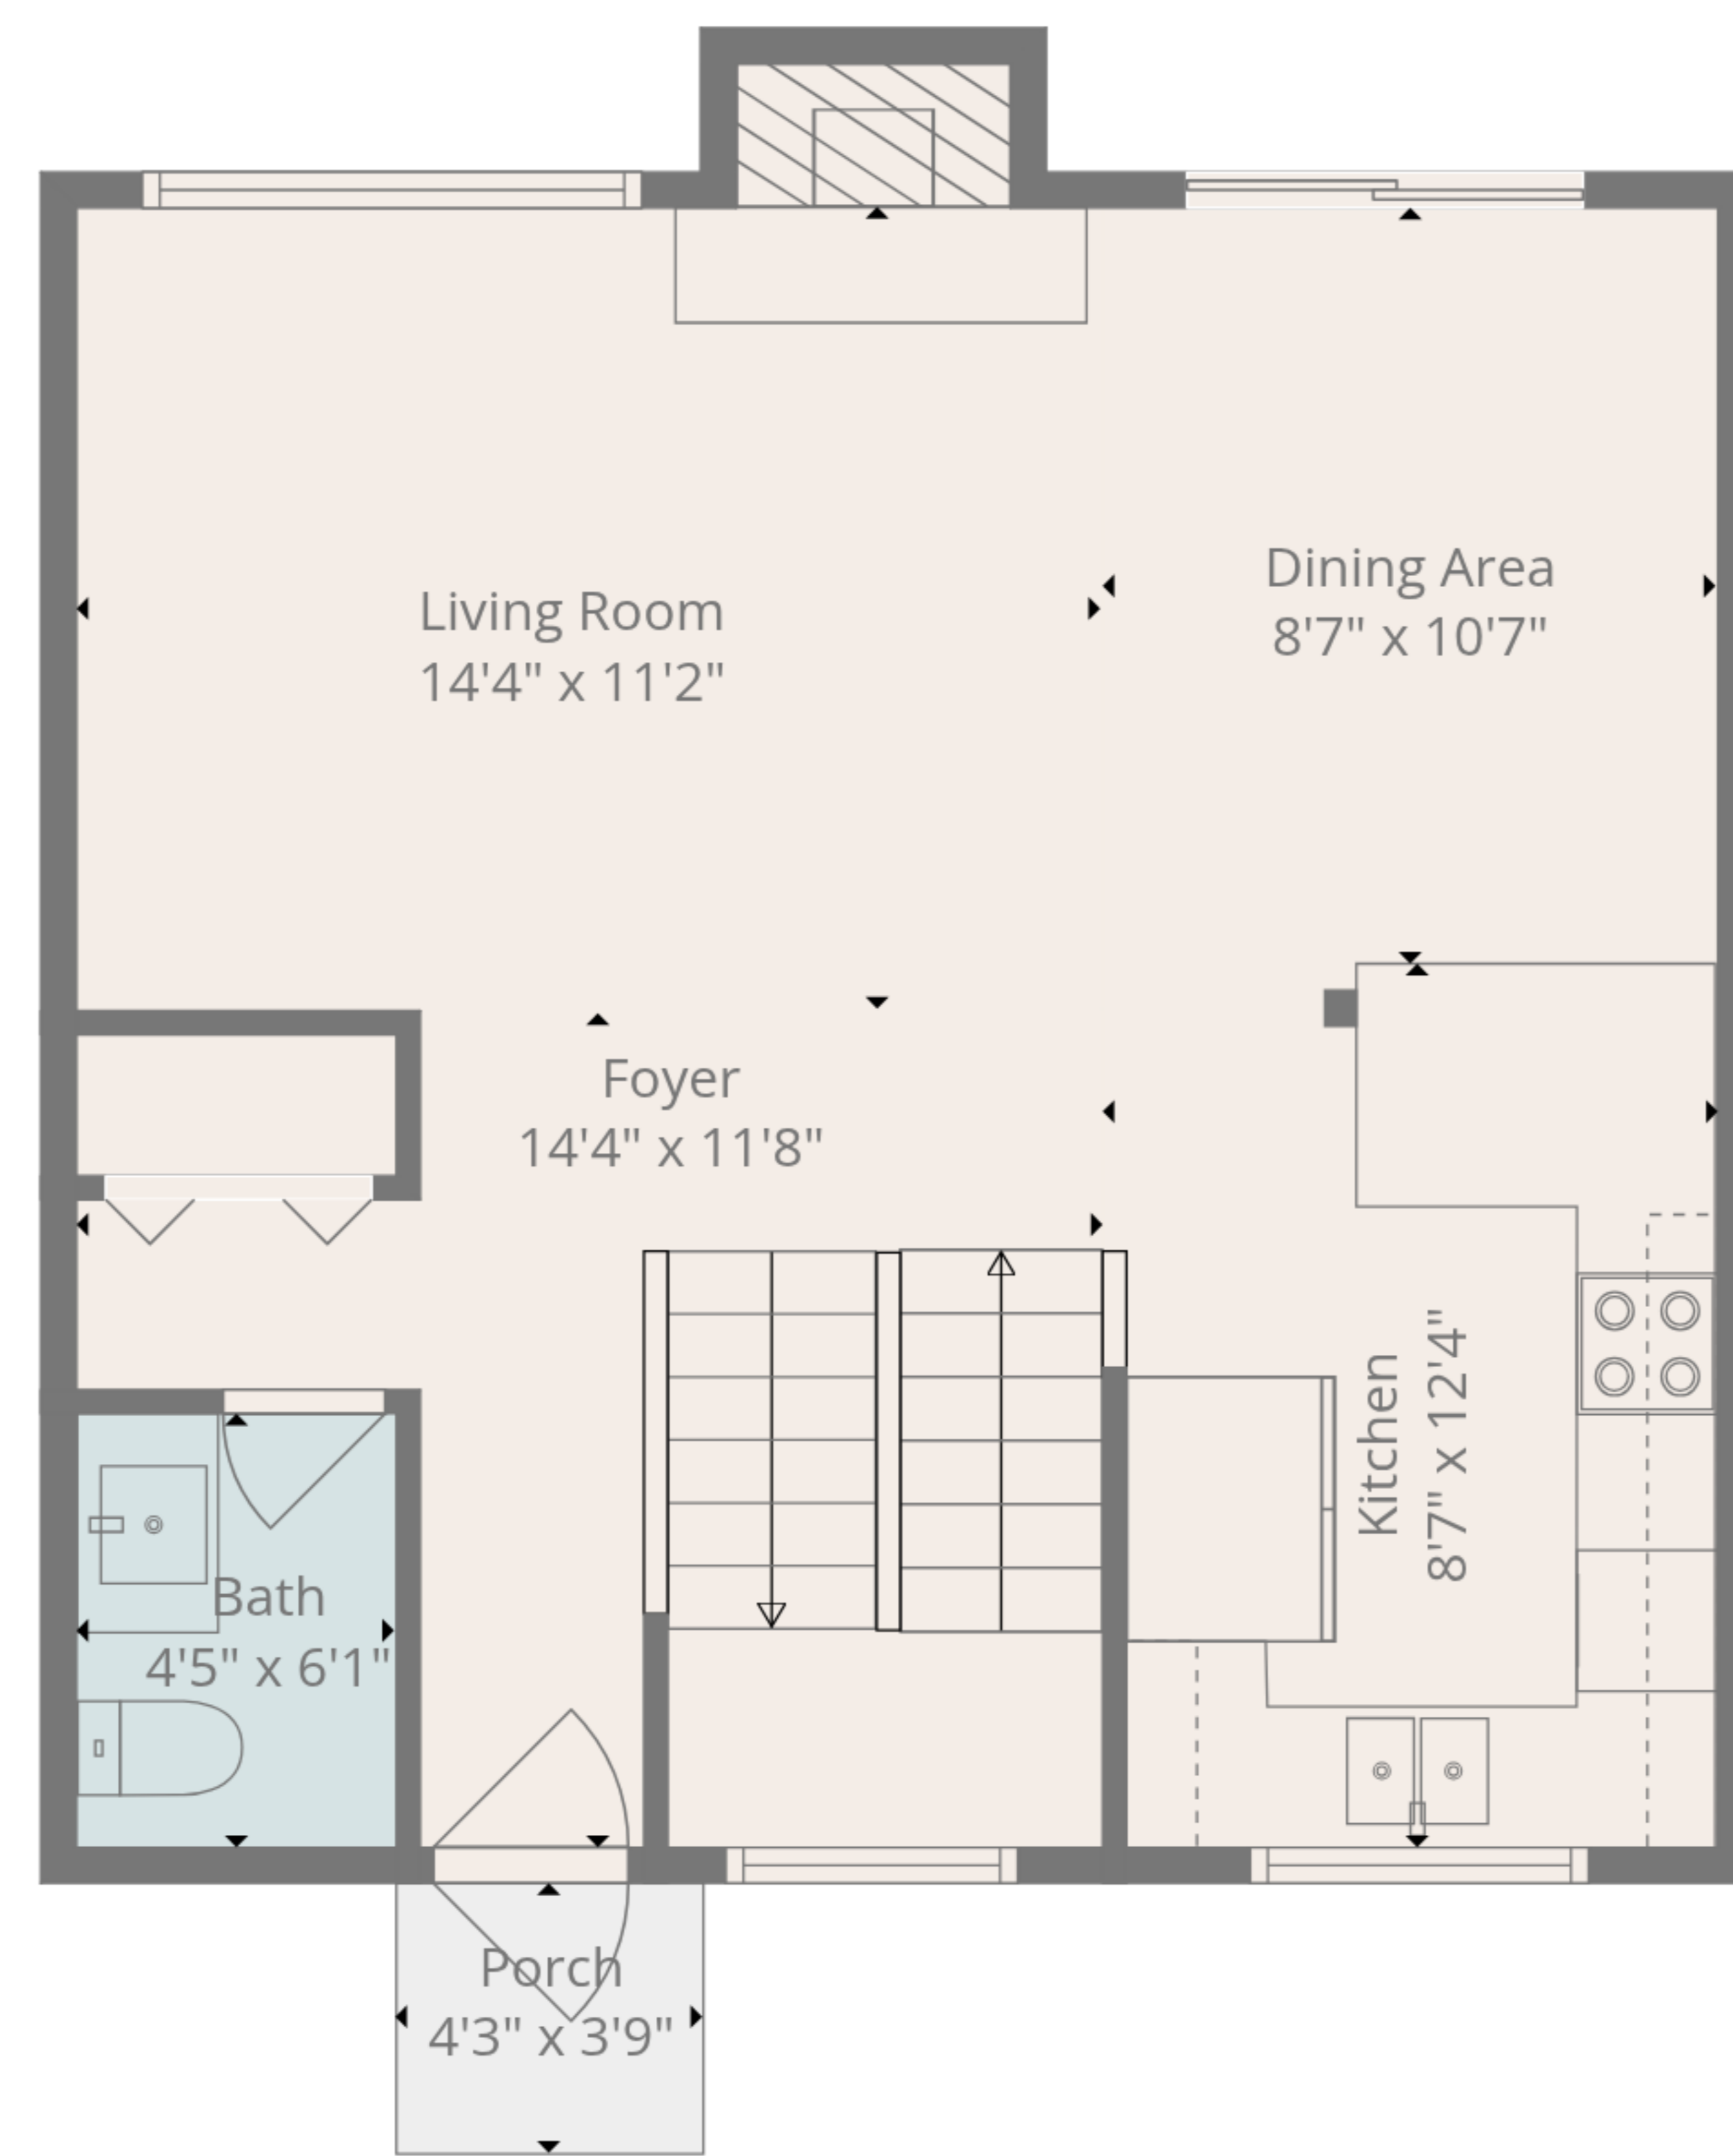 Dining Area
8'7" x 10'7"
Living Room
14'4" x 11'2"
Foyer
14'4" x 11'8"
Kitchen
8'7" x 12'4"
Bath
4'5" x 6'1"
Porch
4'3" x 3'9"